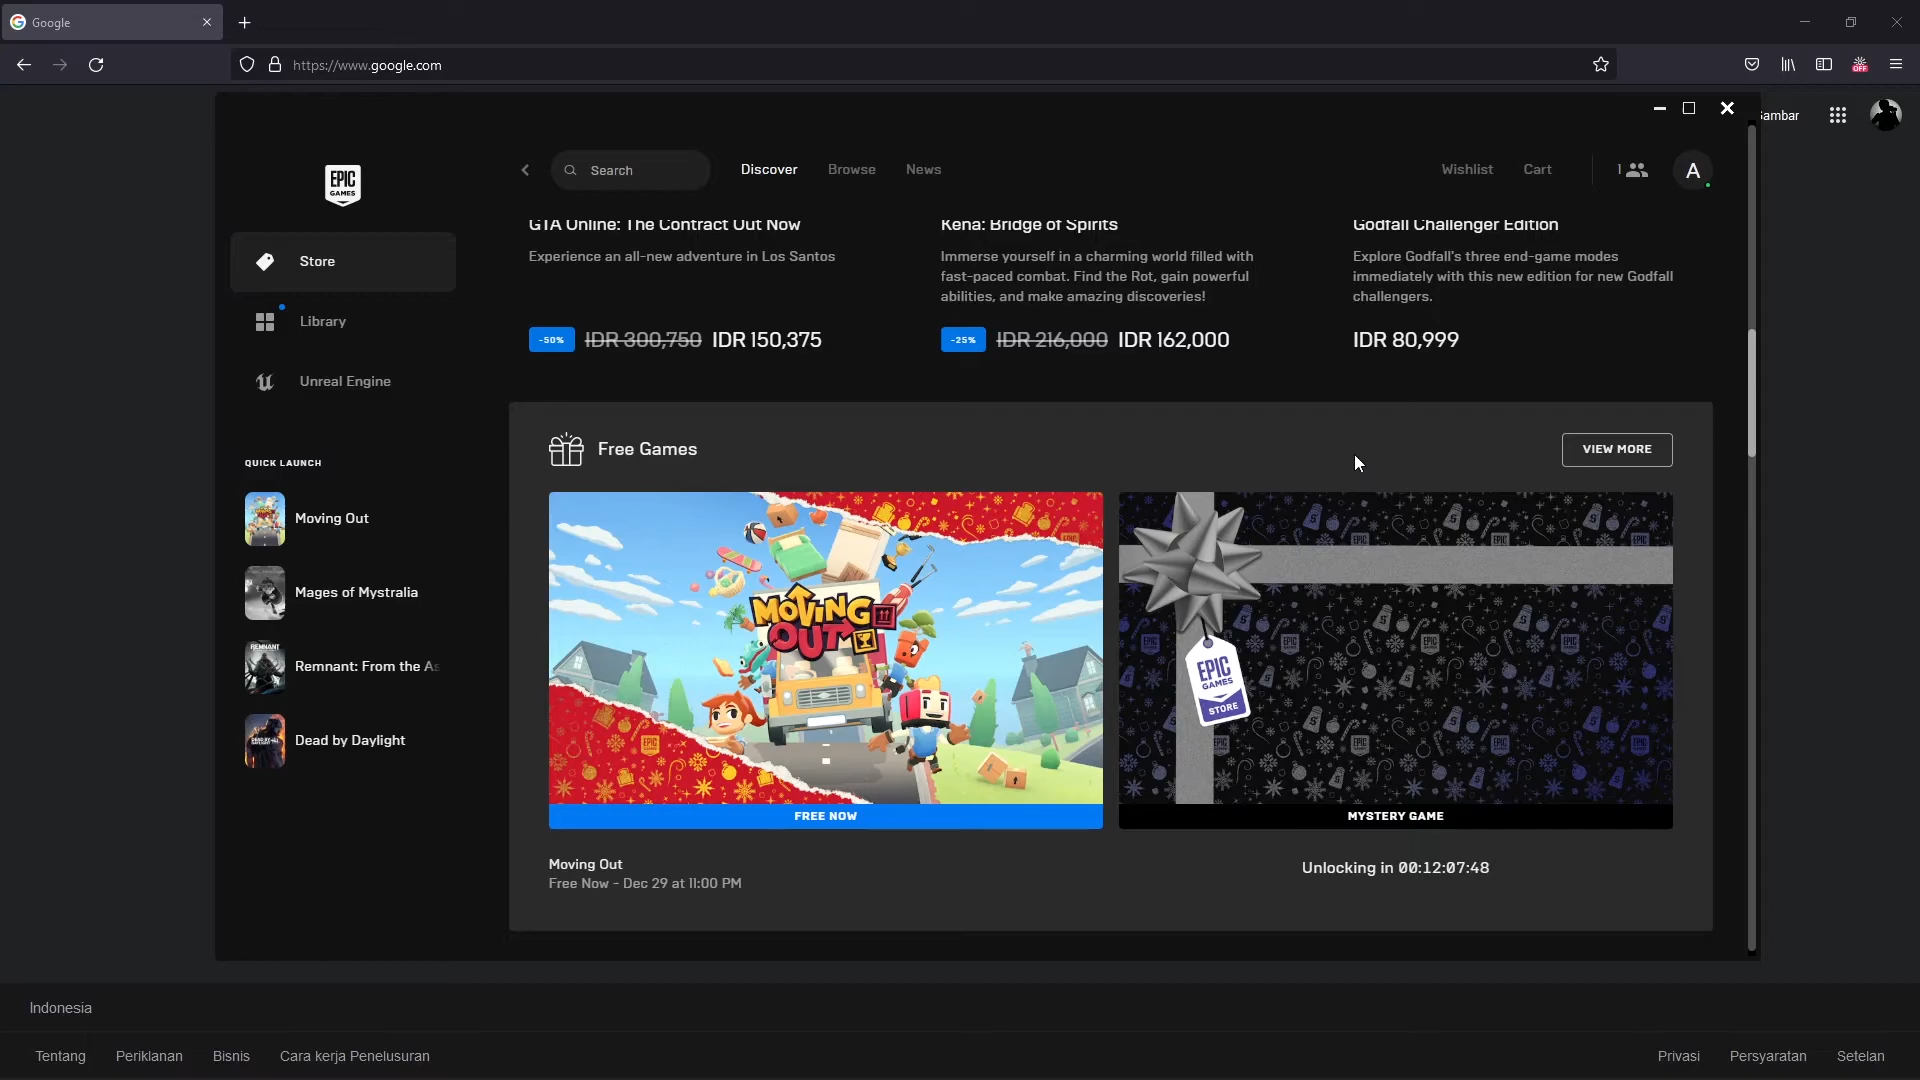 Google
https://www.google.com
ambar
EPIC
GAMES
Search
Discover
Browse
News
Wishlist
Cart
1
A
Store
Library
Unreal Engine
QUICK LAUNCH
Moving Out
Mages of Mystralia
Remnant: From the As
Dead by Daylight
GTA Online: The Contract Out Now
Experience an all-new adventure in Los Santos
-50% IDR 300,750 IDR 150,375
Kena: Bridge of Spirits
Immerse yourself in a charming world filled with
fast-paced combat. Find the Rot, gain powerful
abilities, and make amazing discoveries!
-25% IDR 216,000 IDR 162,000
Godfall Challenger Edition
Explore Godfall's three end-game modes
immediately with this new edition for new Godfall
challengers.
IDR 80,999
Free Games
VIEW MORE
MOVING
OUT
FREE NOW
Moving Out
Free Now - Dec 29 at 11:00 PM
EPIC
GAMES
STORE
MYSTERY GAME
Unlocking in 00:12:07:48
Indonesia
Tentang
Periklanan
Bisnis
Cara kerja Penelusuran
Privasi
Persyaratan
Setelan